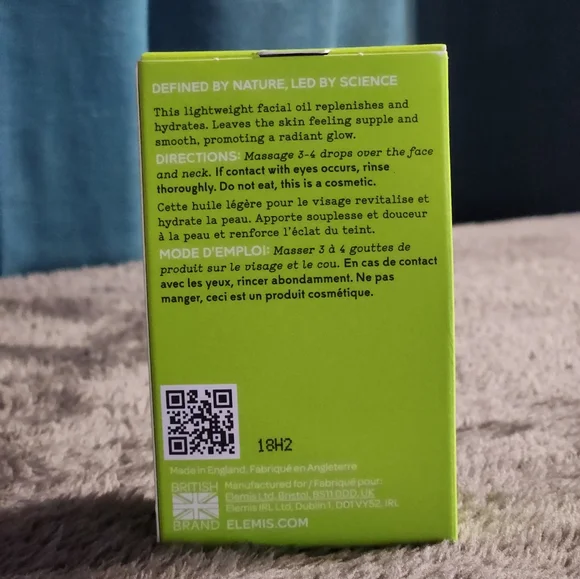 DEFINED BY NATURE, LED BY SCIENCE
This lightweight facial oil replenishes and
hydrates. Leaves the skin feeling supple and
smooth, promoting a radiant glow.
DIRECTIONS: Massage 3-4 drops over the face
and neck. If contact with eyes occurs, rinse
thoroughly. Do not eat, this is a cosmetic.
Cette huile légère pour le visage revitalise et
hydrate la peau. Apporte souplesse et douceur
à la peau et renforce l'éclat du teint.
MODE D'EMPLOI: Masser 3 à 4 gouttes de
produit sur le visage et le cou. En cas de contact
avec les yeux, rincer abondamment. Ne pas
manger, ceci est un produit cosmétique.
18H2
Made in England. Fabriqué en Angleterre
BRITISH
BRAND
Manufactured for / Fabriqué pour:
Elemis Ltd, Bristol, BS11 0DD, UK
Elemis IRL Ltd, Dublin 1, D01 VY52, IRL
ELEMIS.COM